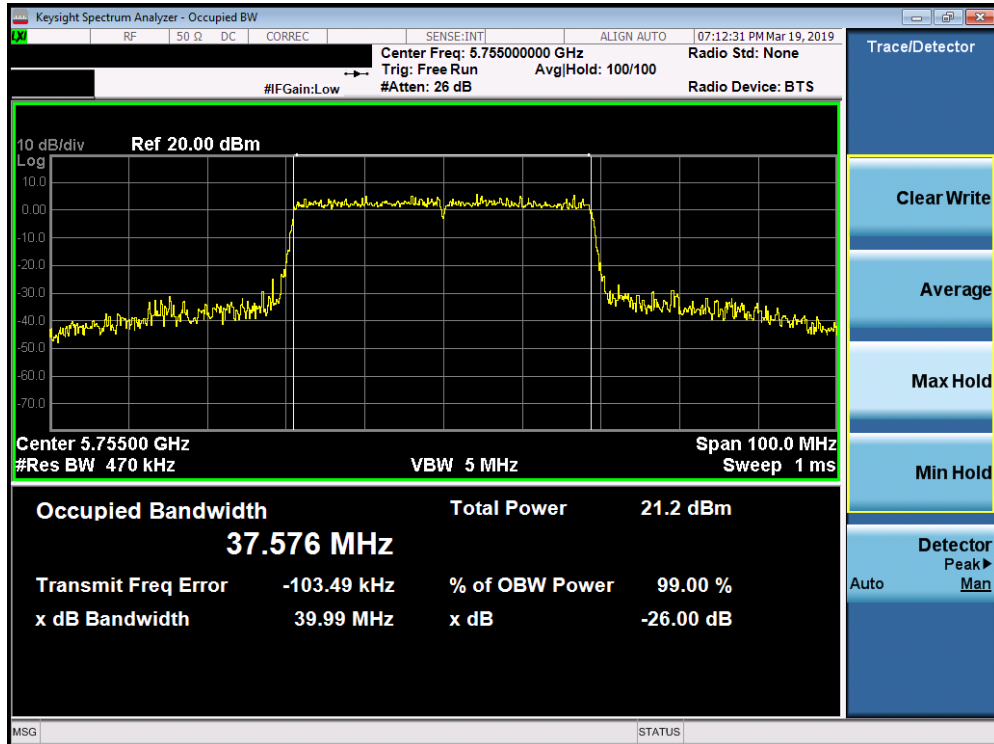 Keysight Spectrum Analyzer - Occupied BW
LXI RF 50 Ω DC CORREC SENSE:INT ALIGN AUTO 07:12:31 PM Mar 19, 2019
Center Freq: 5.755000000 GHz Radio Std: None
Trig: Free Run Avg|Hold: 100/100
#IFGain:Low #Atten: 26 dB Radio Device: BTS
Trace/Detector
10 dB/div Ref 20.00 dBm
Log
10.0
0.00
-10.0
-20.0
-30.0
-40.0
-50.0
-60.0
-70.0
Center 5.75500 GHz Span 100.0 MHz
#Res BW 470 kHz VBW 5 MHz Sweep 1 ms
Occupied Bandwidth Total Power 21.2 dBm
37.576 MHz
Transmit Freq Error -103.49 kHz % of OBW Power 99.00 %
x dB Bandwidth 39.99 MHz x dB -26.00 dB
Clear Write
Average
Max Hold
Min Hold
Detector
Peak▶
Auto Man
MSG STATUS